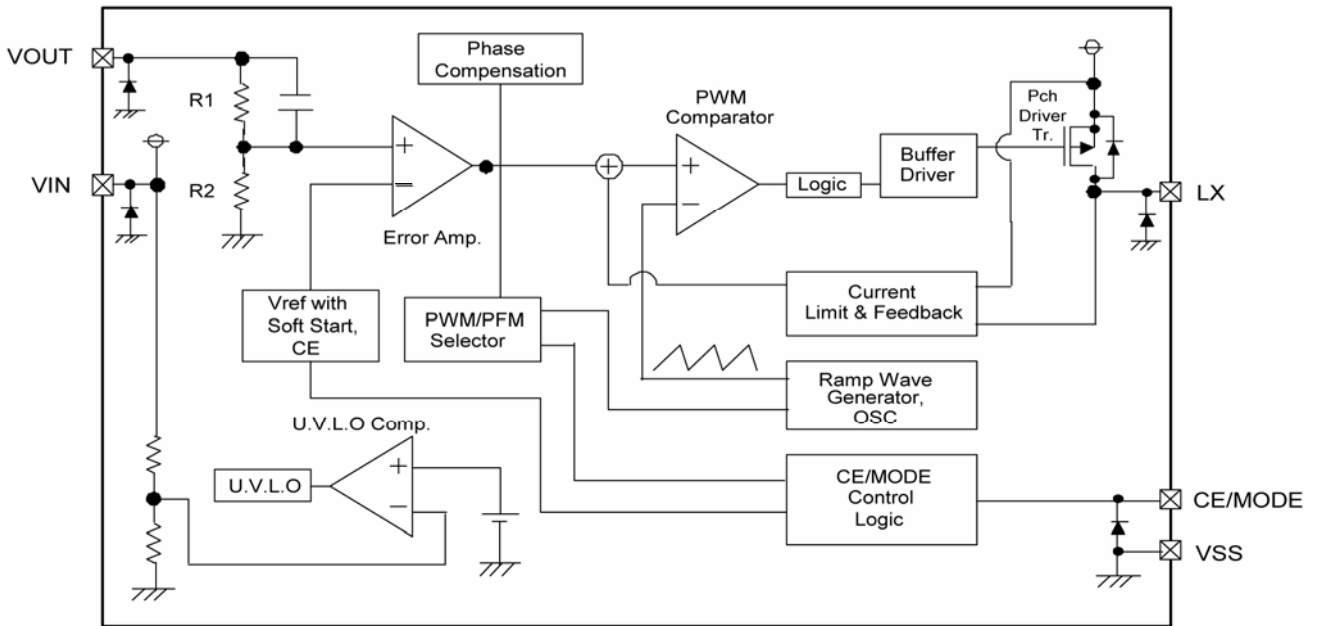 VOUT
R1
R2
VIN
Phase
Compensation
+
−
Error Amp.
+
PWM
Comparator
+
−
Logic
Buffer
Driver
Pch
Driver
Tr.
LX
Vref with
Soft Start,
CE
PWM/PFM
Selector
Current
Limit & Feedback
Ramp Wave
Generator,
OSC
U.V.L.O Comp.
U.V.L.O
+
−
CE/MODE
Control
Logic
CE/MODE
VSS